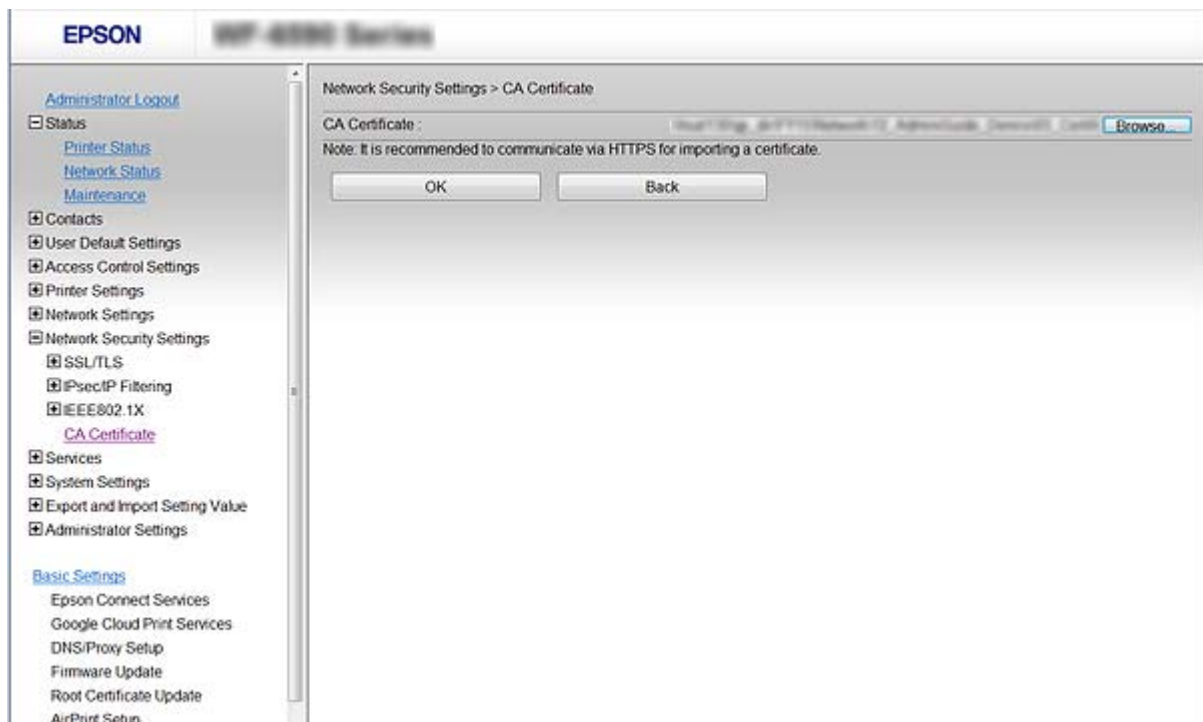 EPSON
Administrator Logout
Status
Printer Status
Network Status
Maintenance
Contacts
User Default Settings
Access Control Settings
Printer Settings
Network Settings
Network Security Settings
SSL/TLS
IPsec/IP Filtering
IEEE802.1X
CA Certificate
Services
System Settings
Export and Import Setting Value
Administrator Settings
Basic Settings
Epson Connect Services
Google Cloud Print Services
DNS/Proxy Setup
Firmware Update
Root Certificate Update
AirPrint Setup
Network Security Settings > CA Certificate
CA Certificate :
Browse...
Note: It is recommended to communicate via HTTPS for importing a certificate.
OK
Back